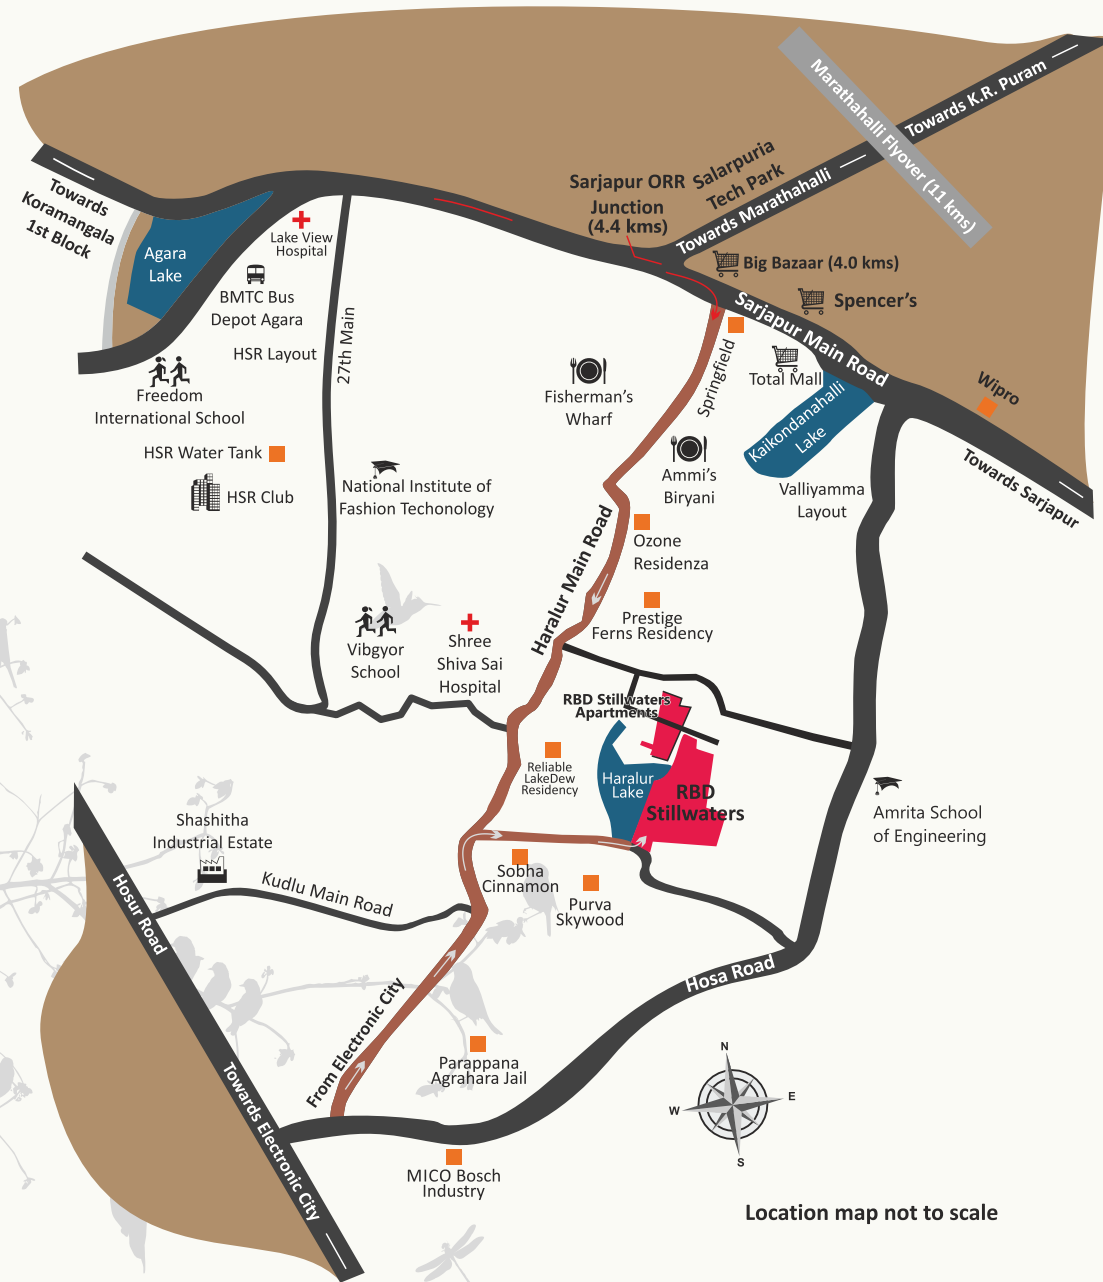 Marathahalli Flyover (11 kms)
Towards K.R. Puram
Towards
Koramangala
1st Block
Sarjapur ORR
Junction
(4.4 kms)
Salarpuria
Tech Park
Towards Marathahalli
Agara
Lake
Lake View
Hospital
BMTC Bus
Depot Agara
HSR Layout
27th Main
Big Bazaar (4.0 kms)
Spencer's
Sarjapur Main Road
Springfield
Total Mall
Wipro
Freedom
International School
Fisherman's
Wharf
Kaikondanahalli
Lake
HSR Water Tank
HSR Club
National Institute of
Fashion Techonology
Ammi's
Biryani
Valliyamma
Layout
Towards Sarjapur
Haralur Main Road
Ozone
Residenza
Prestige
Ferns Residency
Vibgyor
School
Shree
Shiva Sai
Hospital
RBD Stillwaters
Apartments
Reliable
LakeDew
Residency
Haralur
Lake
RBD
Stillwaters
Amrita School
of Engineering
Shashitha
Industrial Estate
Kudlu Main Road
Sobha
Cinnamon
Purva
Skywood
Hosur Road
Hosa Road
From Electronic City
Parappana
Agrahara Jail
Towards Electronic City
MICO Bosch
Industry
N
W
E
S
Location map not to scale